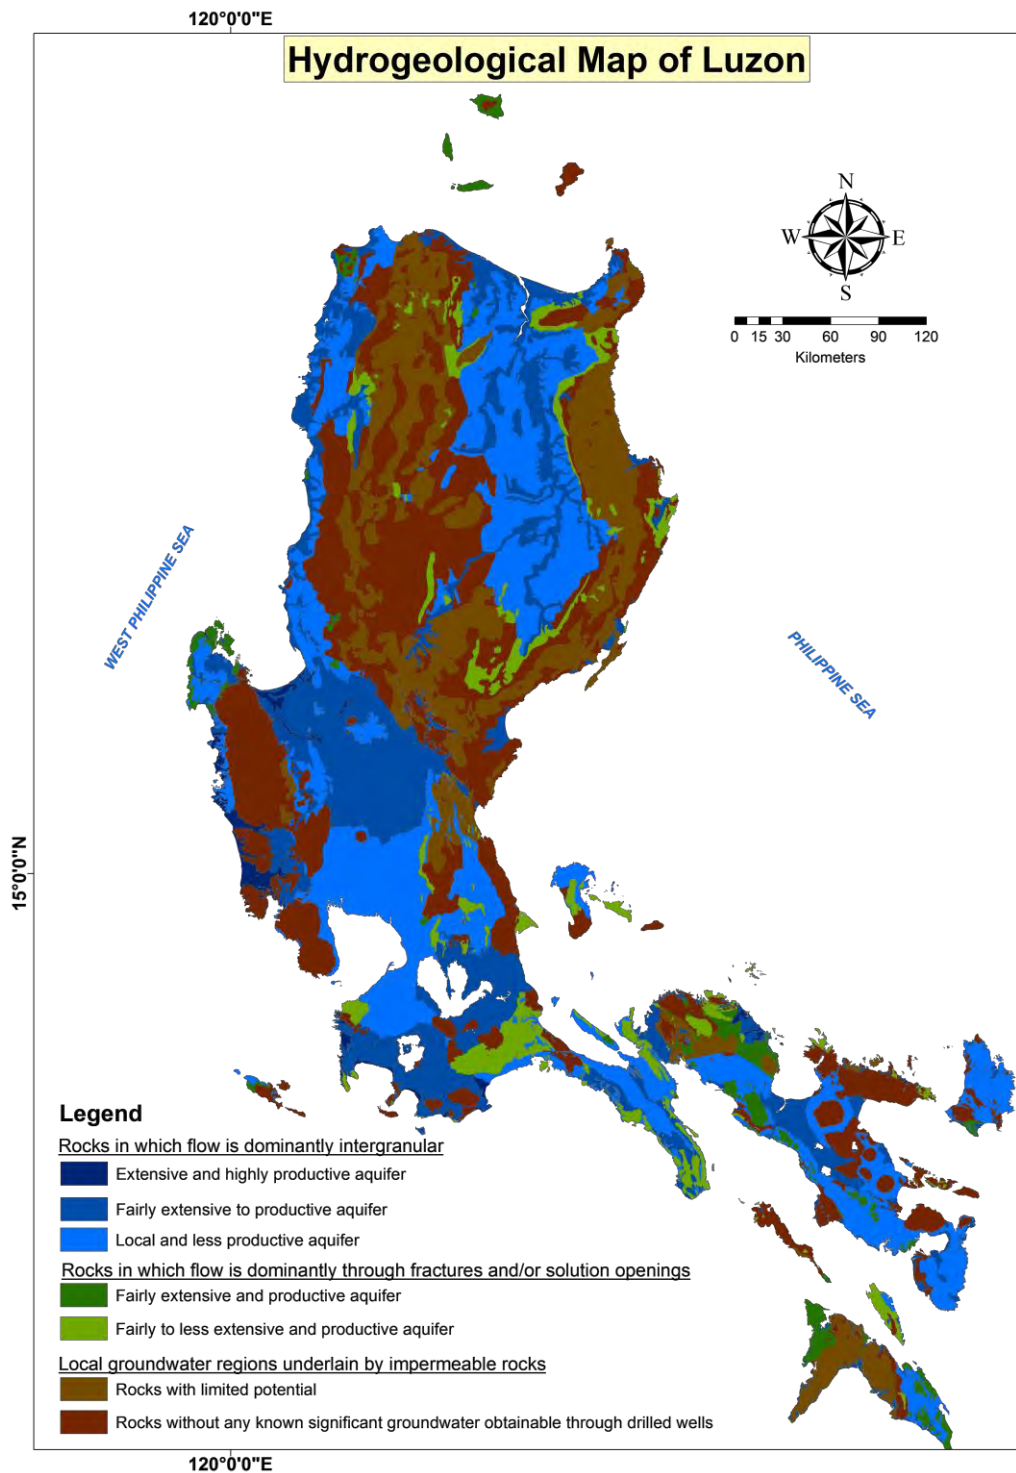 120°0'0"E
Hydrogeological Map of Luzon
N
W E
S
0 15 30 60 90 120
Kilometers
WEST PHILIPPINE SEA
PHILIPPINE SEA
15°0'0"N
Legend
Rocks in which flow is dominantly intergranular
Extensive and highly productive aquifer
Fairly extensive to productive aquifer
Local and less productive aquifer
Rocks in which flow is dominantly through fractures and/or solution openings
Fairly extensive and productive aquifer
Fairly to less extensive and productive aquifer
Local groundwater regions underlain by impermeable rocks
Rocks with limited potential
Rocks without any known significant groundwater obtainable through drilled wells
120°0'0"E